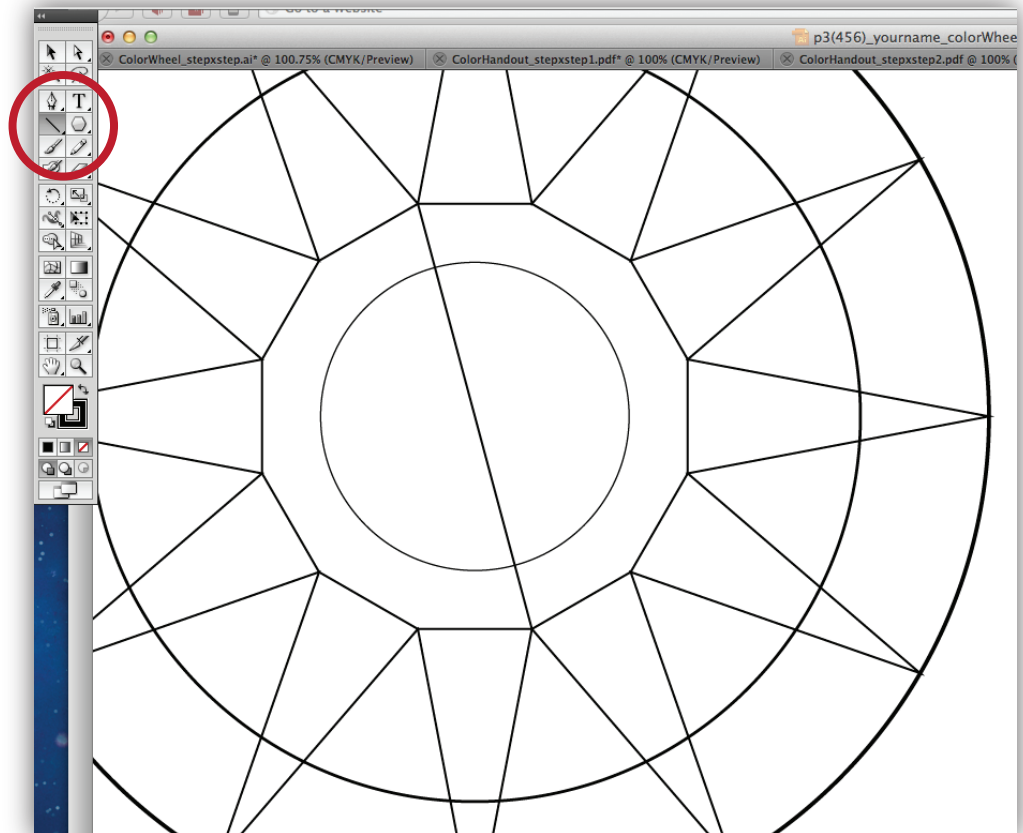 Go to a website
p3(456)_yourname_colorWhee
ColorWheel_stepxstep.ai* @ 100.75% (CMYK/Preview)
ColorHandout_stepxstep1.pdf* @ 100% (CMYK/Preview)
ColorHandout_stepxstep2.pdf @ 100% (
T